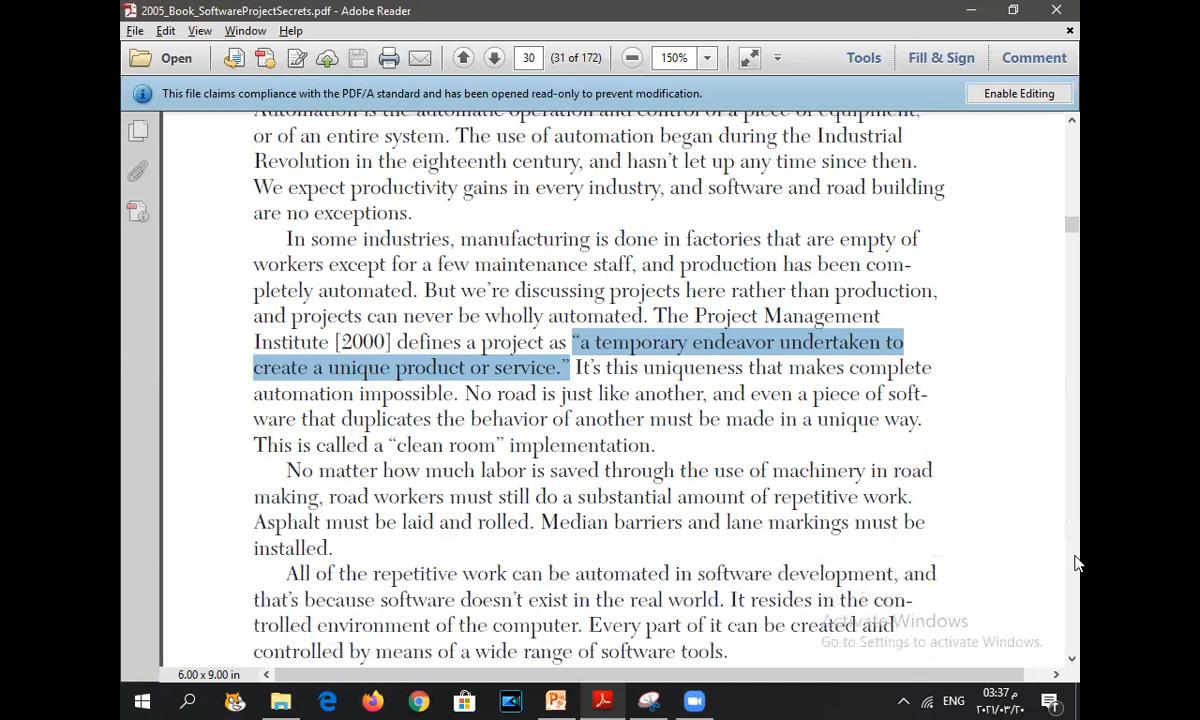 2005_Book_SoftwareProjectSecrets.pdf - Adobe Reader
File Edit View Window Help
Open 30 (31 of 172) 150% Tools Fill & Sign Comment
This file claims compliance with the PDF/A standard and has been opened read-only to prevent modification. Enable Editing
Automation is the automatic operation and control of a piece of equipment,
or of an entire system. The use of automation began during the Industrial
Revolution in the eighteenth century, and hasn’t let up any time since then.
We expect productivity gains in every industry, and software and road building
are no exceptions.
In some industries, manufacturing is done in factories that are empty of
workers except for a few maintenance staff, and production has been com-
pletely automated. But we’re discussing projects here rather than production,
and projects can never be wholly automated. The Project Management
Institute [2000] defines a project as “a temporary endeavor undertaken to
create a unique product or service.” It’s this uniqueness that makes complete
automation impossible. No road is just like another, and even a piece of soft-
ware that duplicates the behavior of another must be made in a unique way.
This is called a “clean room” implementation.
No matter how much labor is saved through the use of machinery in road
making, road workers must still do a substantial amount of repetitive work.
Asphalt must be laid and rolled. Median barriers and lane markings must be
installed.
All of the repetitive work can be automated in software development, and
that’s because software doesn’t exist in the real world. It resides in the con-
trolled environment of the computer. Every part of it can be created and
controlled by means of a wide range of software tools.
Activate Windows
Go to Settings to activate Windows.
6.00 x 9.00 in
ENG
03:37 م
٢٠٢١/٠٣/٢٠